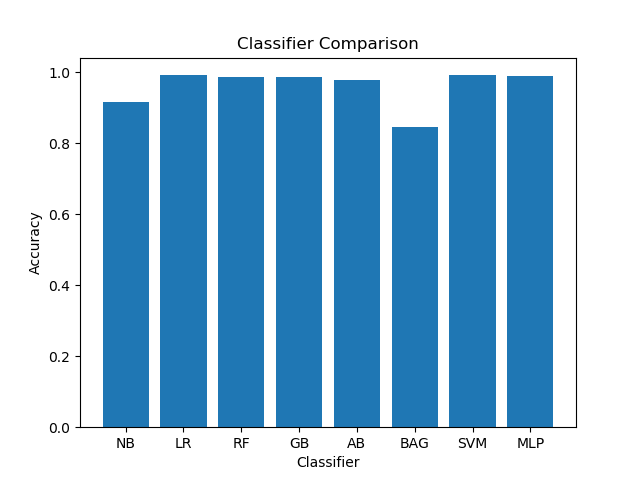 Classifier Comparison
1.0
0.8
0.6
0.4
0.2
0.0
Accuracy
NB LR RF GB AB BAG SVM MLP
Classifier